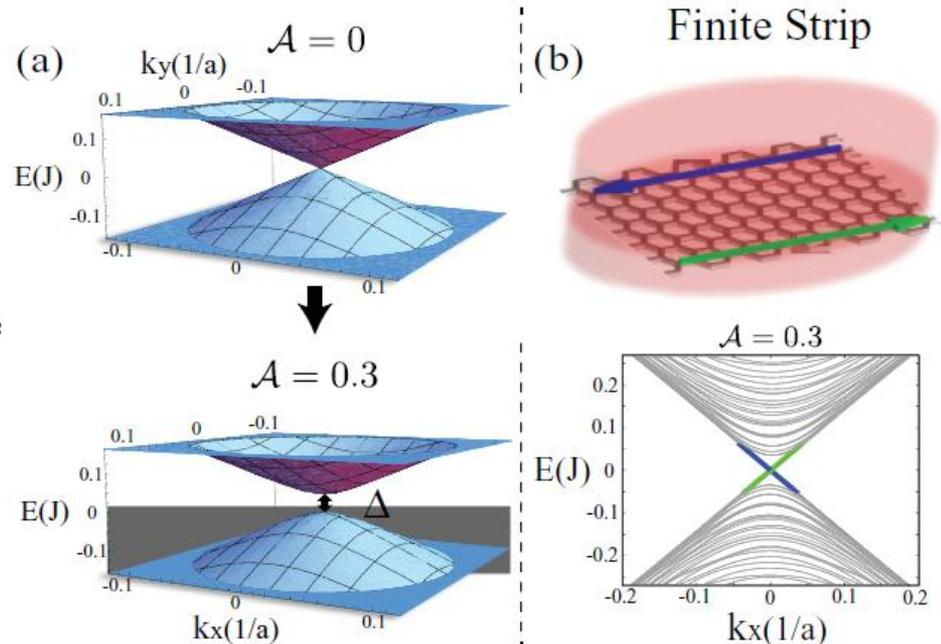 (a)
𝒜 = 0
ky(1/a)
0.1
0
-0.1
0.1
E(J)
0
-0.1
-0.1
0
0.1
𝒜 = 0.3
0.1
0
-0.1
0.1
E(J)
0
-0.1
Δ
-0.1
0
0.1
kx(1/a)
Finite Strip
(b)
𝒜 = 0.3
0.2
0.1
E(J)
0
-0.1
-0.2
-0.2
-0.1
0
0.1
0.2
kx(1/a)